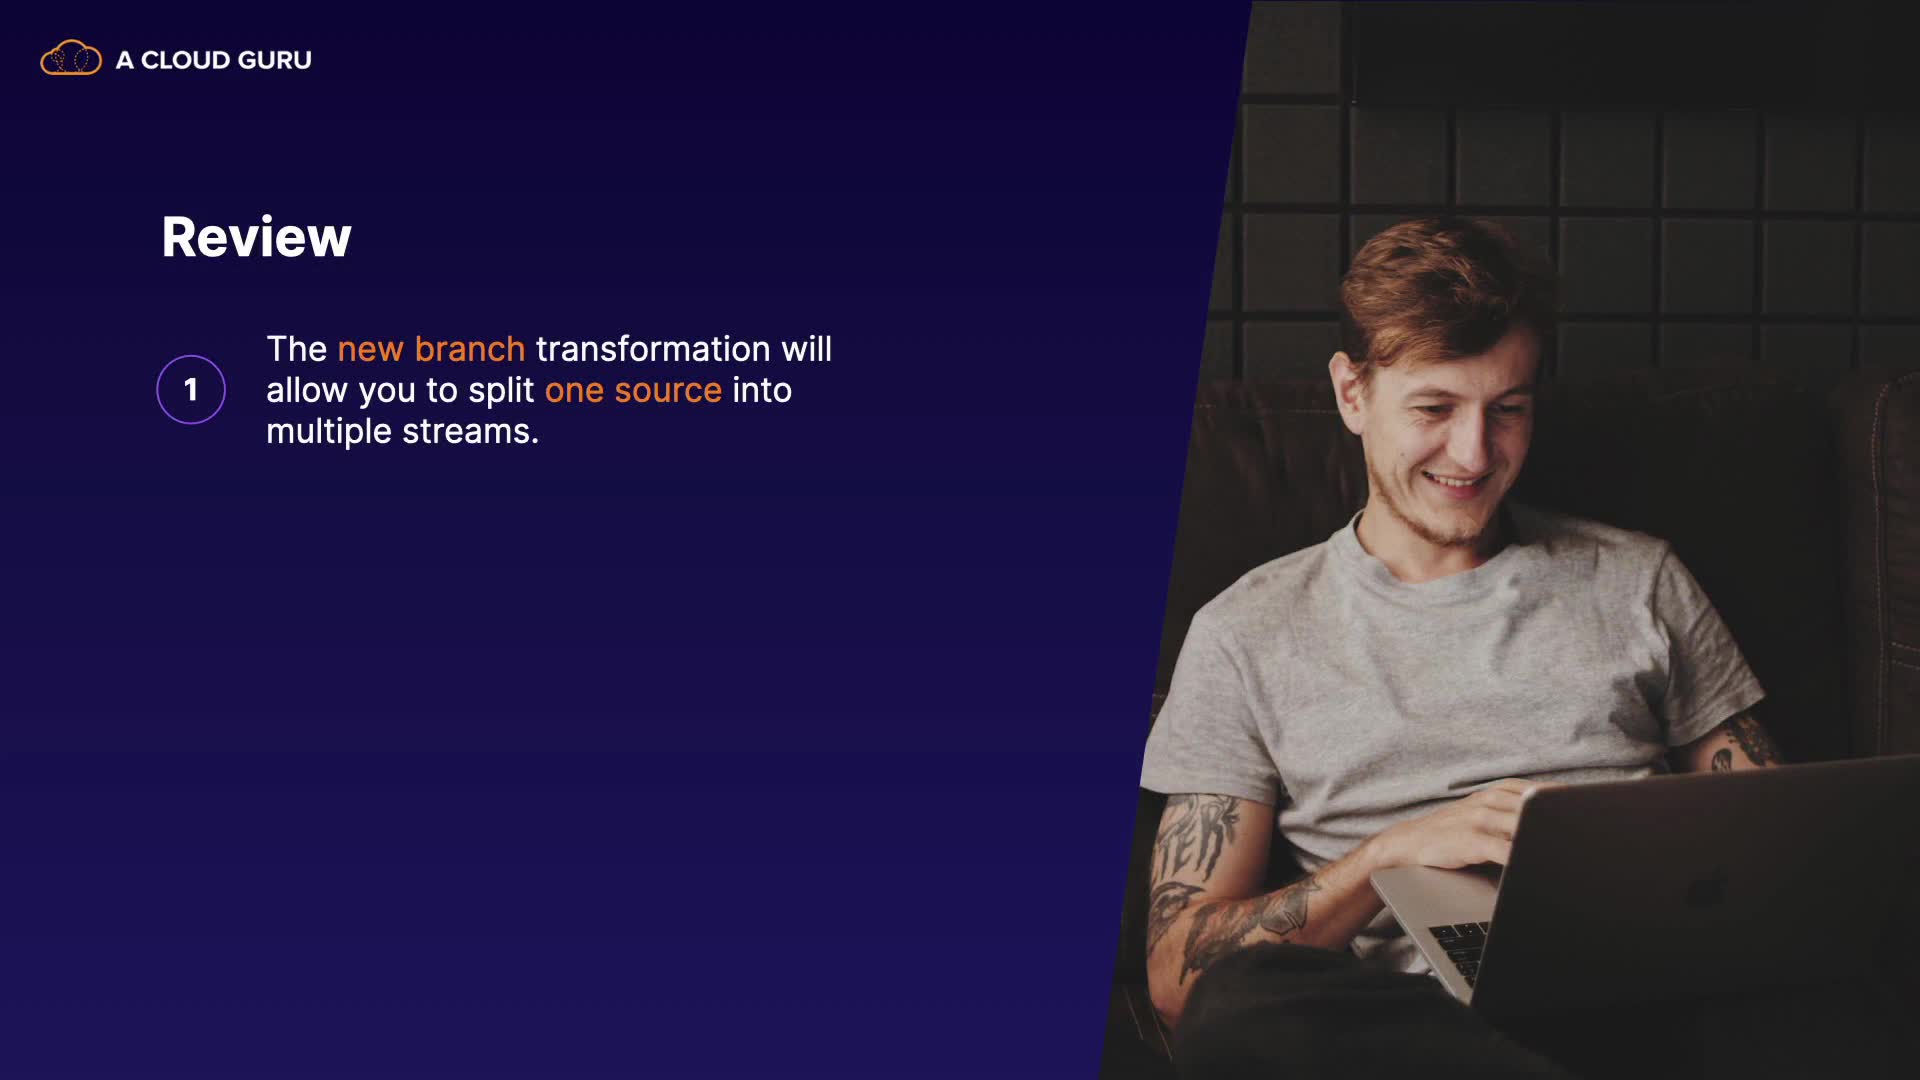 A CLOUD GURU
Review
1
The new branch transformation will
allow you to split one source into
multiple streams.